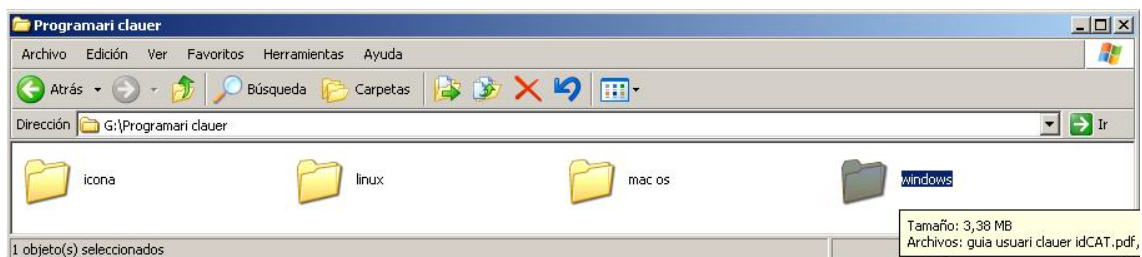 Programari clauer
Archivo Edición Ver Favoritos Herramientas Ayuda
Atrás Búsqueda Carpetas
Dirección G:\Programari clauer Ir
icona linux mac os windows
Tamaño: 3,38 MB
Archivos: guia usuari clauer idCAT.pdf,
1 objeto(s) seleccionados